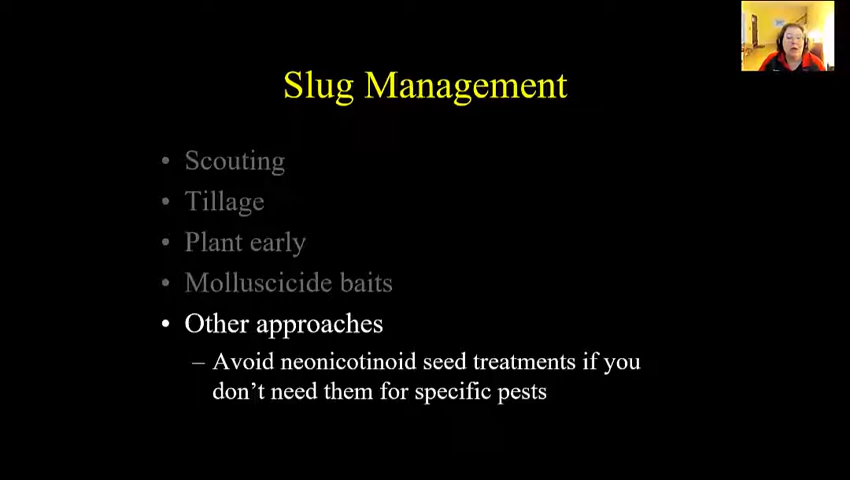 Slug Management
• Scouting
• Tillage
• Plant early
• Molluscicide baits
• Other approaches
– Avoid neonicotinoid seed treatments if you
don’t need them for specific pests